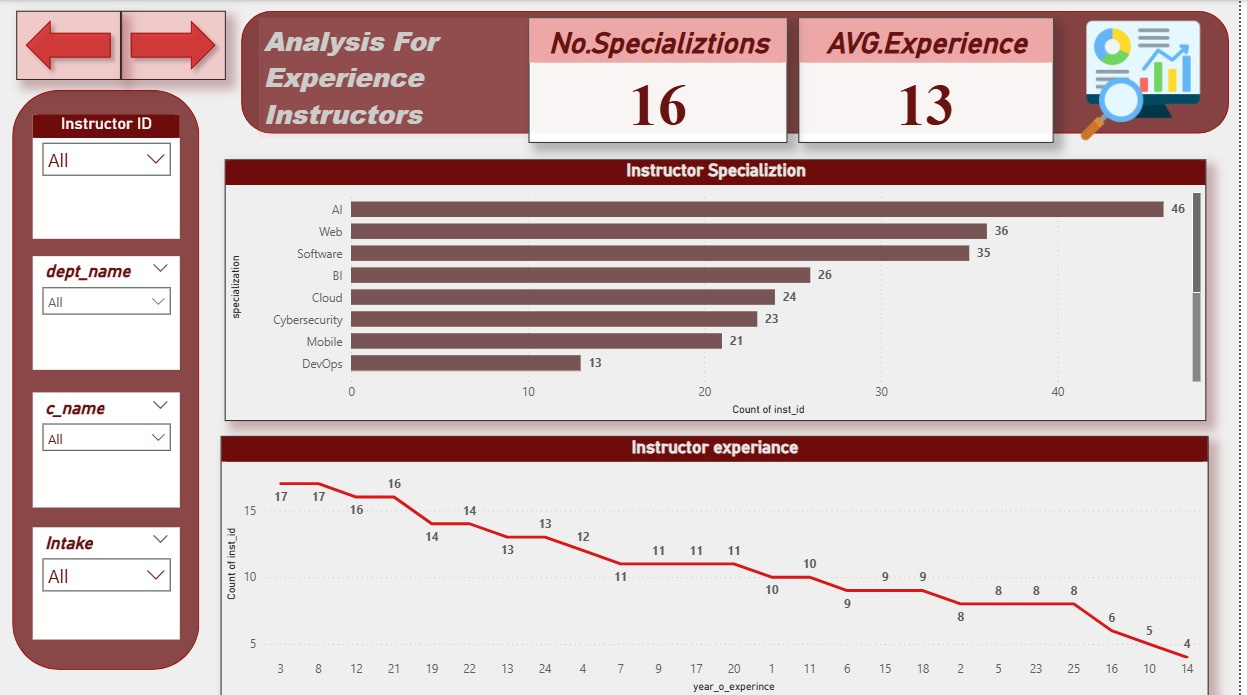 Analysis For
Experience
Instructors
No.Speciliztions
16
AVG.Experience
13
Instructor ID
All
dept_name
All
c_name
All
Intake
All
Instructor Speciliztion
specialization
AI 46
Web 36
Software 35
BI 26
Cloud 24
Cybersecurity 23
Mobile 21
DevOps 13
0 10 20 30 40
Count of inst_id
Instructor experiance
Count of inst_id
15
10
5
17 17 16 16 14 14 13 13 12 11 11 11 11 10 10 9 9 9 8 8 8 8 6 5 4
3 8 12 21 19 22 13 24 4 7 9 17 20 1 11 6 15 18 2 5 23 25 16 10 14
year_o_experince